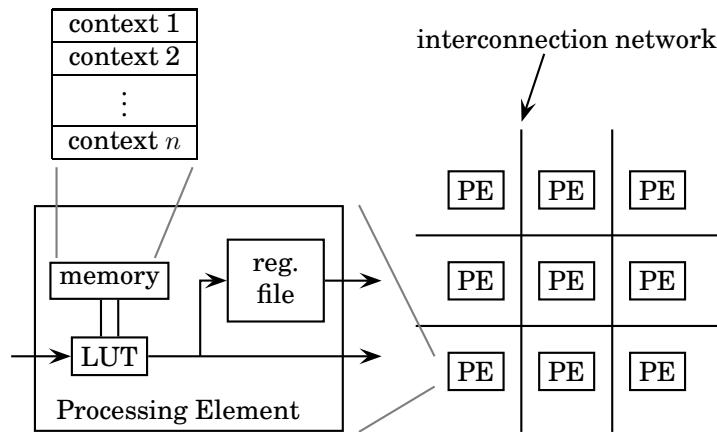 context 1
context 2
⋮
context n
interconnection network
memory
LUT
reg.
file
Processing Element
PE PE PE
PE PE PE
PE PE PE